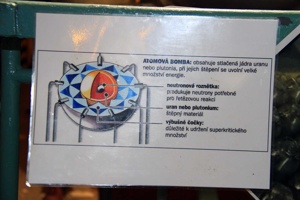 ATOMOVÁ BOMBA: obsahuje stlačená jádra uranu
nebo plutonia, při jejich štěpení se uvolní velké
množství energie.
neutronová roznětka:
produkuje neutrony potřebné
pro řetězovou reakci
uran nebo plutonium:
štěpný materiál
výbušné čočky:
důležité k udržení superkritického
množství